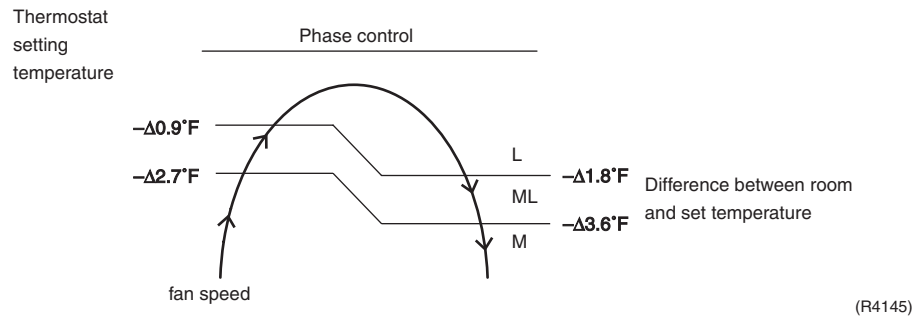 Thermostat
setting
temperature
Phase control
–Δ0.9°F
–Δ2.7°F
L
–Δ1.8°F
ML
–Δ3.6°F
M
Difference between room
and set temperature
fan speed
(R4145)